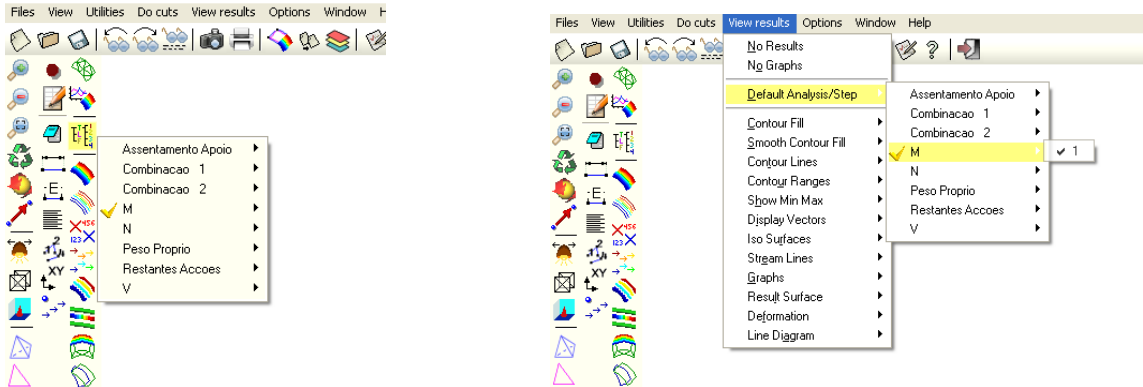 Files View Utilities Do cuts View results Options Window H
Assentamento Apoio
Combinacao 1
Combinacao 2
M
N
Peso Proprio
Restantes Accoes
V
Files View Utilities Do cuts View results Options Window Help
No Results
No Graphs
Default Analysis/Step
Contour Fill
Smooth Contour Fill
Contour Lines
Contour Ranges
Show Min Max
Display Vectors
Iso Surfaces
Stream Lines
Graphs
Result Surface
Deformation
Line Diagram
Assentamento Apoio
Combinacao 1
Combinacao 2
M
N
Peso Proprio
Restantes Accoes
V
1